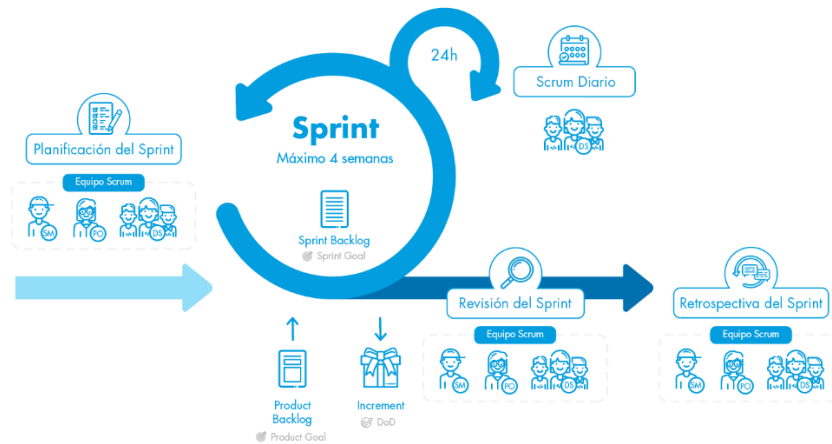 24h
Scrum Diario
DS
Sprint
Máximo 4 semanas
Planificación del Sprint
Equipo Scrum
SM
PO
DS
Sprint Backlog
Sprint Goal
Revisión del Sprint
Equipo Scrum
SM
PO
DS
Retrospectiva del Sprint
Equipo Scrum
SM
PO
DS
Product
Backlog
Product Goal
Increment
DoD